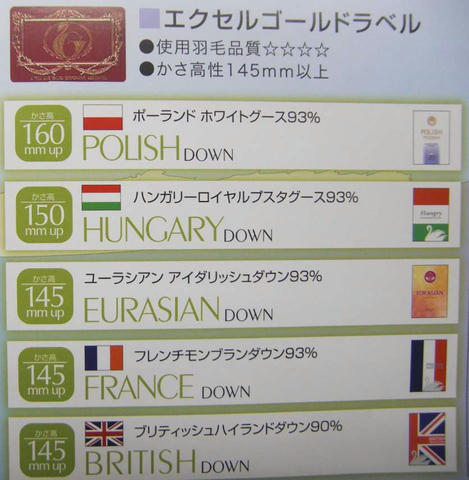 エクセルゴールドラベル
●使用羽毛品質☆☆☆☆
●かさ高性145mm以上
かさ高
160
mm up
ポーランド ホワイトグース93%
POLISH DOWN
POLISH
かさ高
150
mm up
ハンガリーロイヤルプスタグース93%
HUNGARY DOWN
Hungry
かさ高
145
mm up
ユーラシアン アイダリッシュダウン93%
EURASIAN DOWN
EURASIAN
かさ高
145
mm up
フレンチモンブランダウン93%
FRANCE DOWN
かさ高
145
mm up
ブリティッシュハイランドダウン90%
BRITISH DOWN